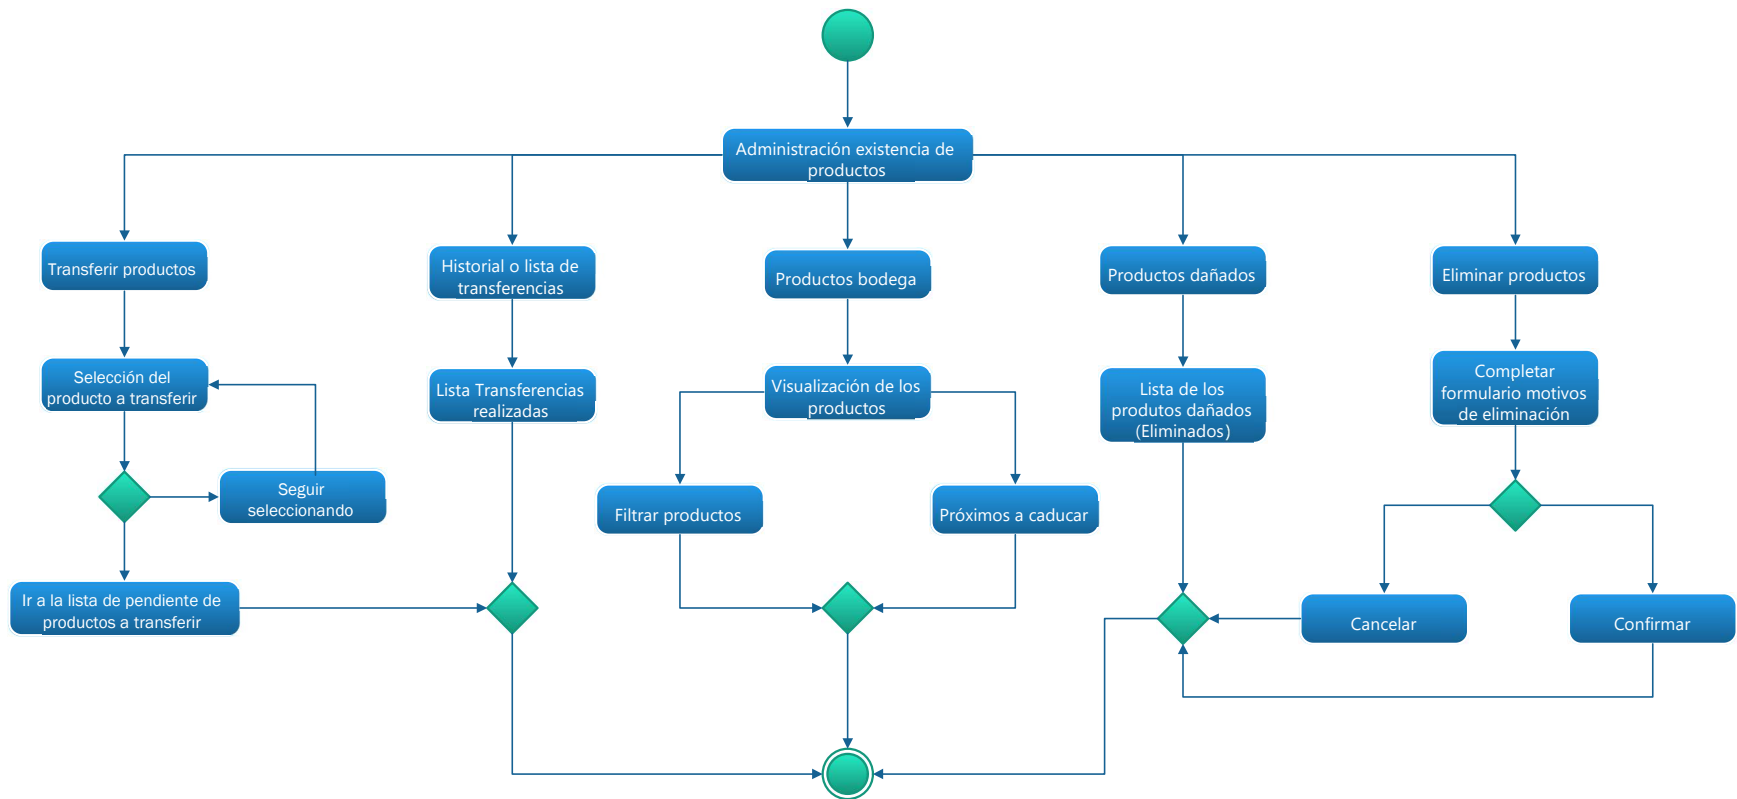 Administración existencia de
productos
Transferir productos
Historial o lista de
transferencias
Productos bodega
Productos dañados
Eliminar productos
Selección del
producto a transferir
Lista Transferencias
realizadas
Visualización de los
productos
Lista de los
produtos dañados
(Eliminados)
Completar
formulario motivos
de eliminación
Seguir
seleccionando
Filtrar productos
Próximos a caducar
Ir a la lista de pendiente de
productos a transferir
Cancelar
Confirmar